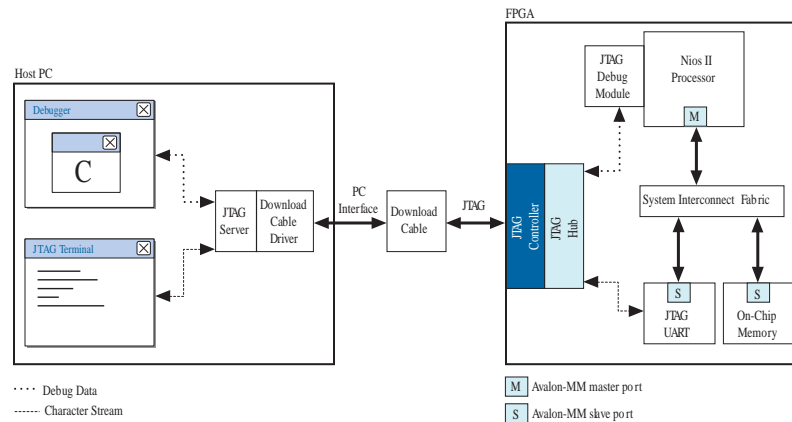 FPGA
Host PC
Debugger
C
JTAG Terminal
JTAG
Server
Download
Cable
Driver
PC
Interface
Download
Cable
JTAG
JTAG
Controller
JTAG
Hub
JTAG
Debug
Module
Nios II
Processor
M
System Interconnect Fabric
S
JTAG
UART
S
On-Chip
Memory
Debug Data
Character Stream
M Avalon-MM master port
S Avalon-MM slave port